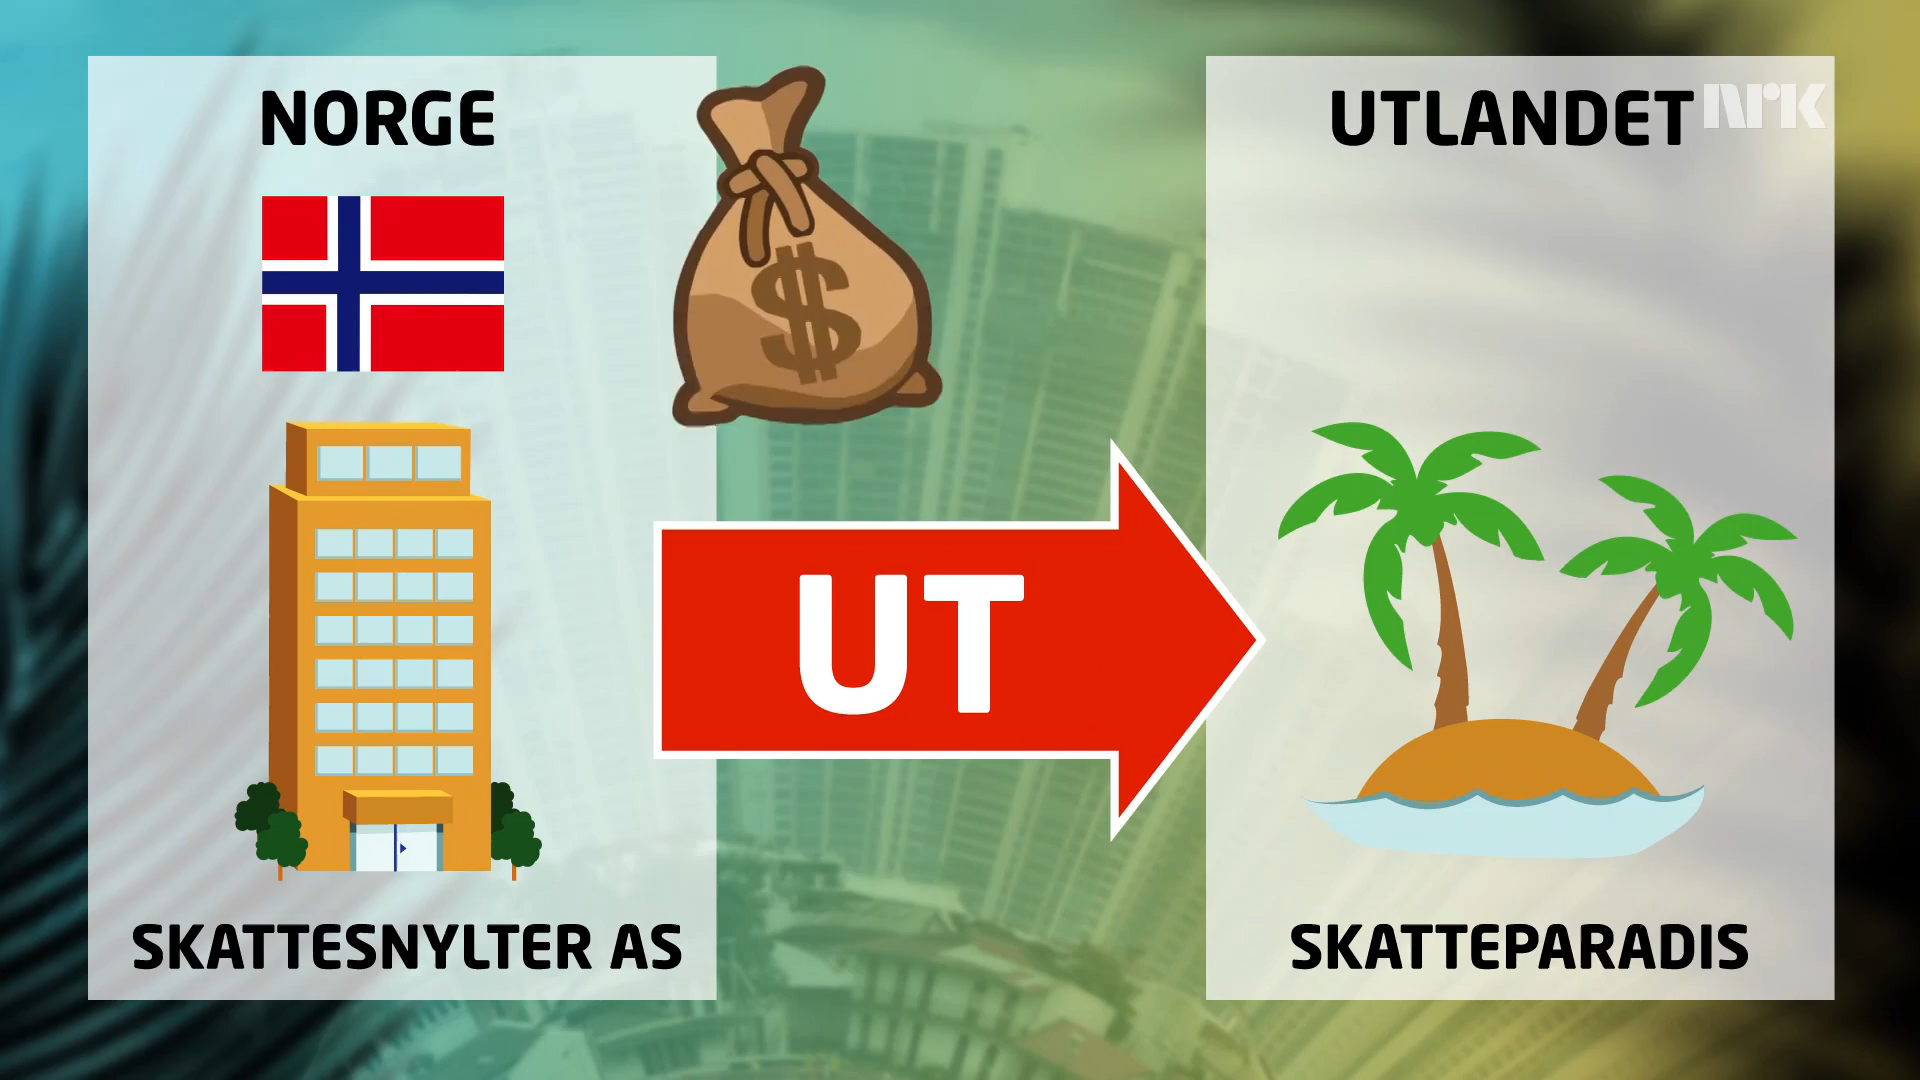 NORGE
UTLANDET
nrk
$
UT
SKATTESNYLTER AS
SKATTEPARADIS